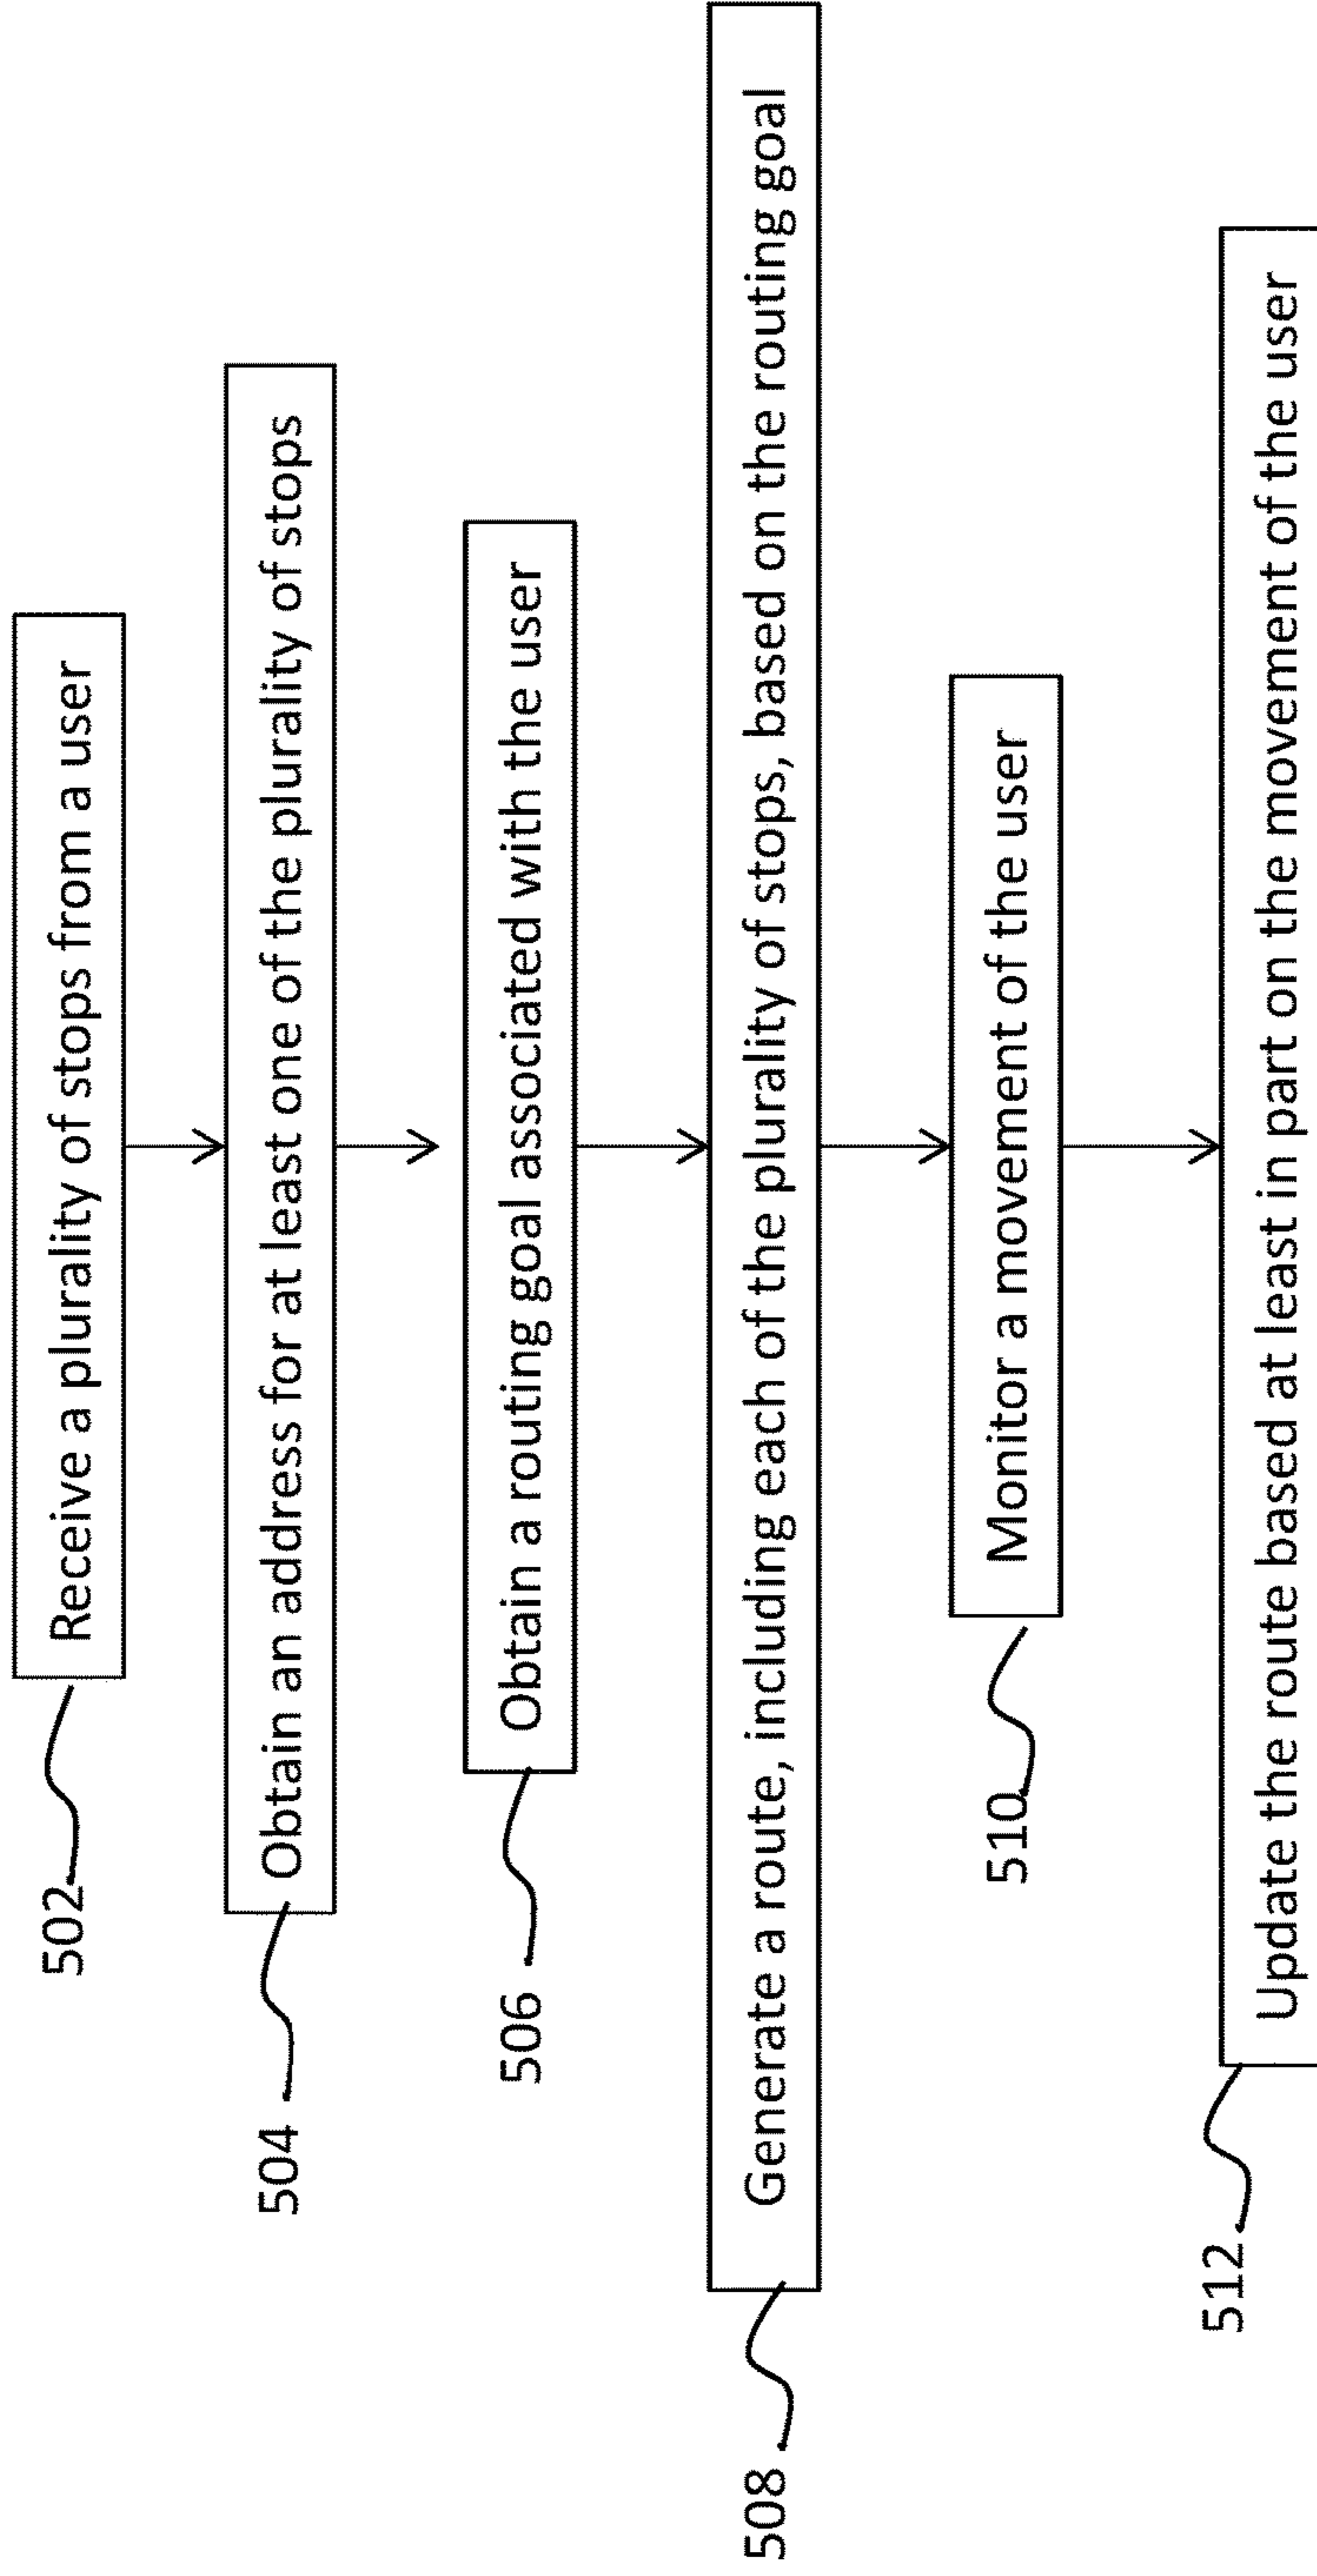 502
Receive a plurality of stops from a user
504
Obtain an address for at least one of the plurality of stops
506
Obtain a routing goal associated with the user
508
Generate a route, including each of the plurality of stops, based on the routing goal
510
Monitor a movement of the user
512
Update the route based at least in part on the movement of the user